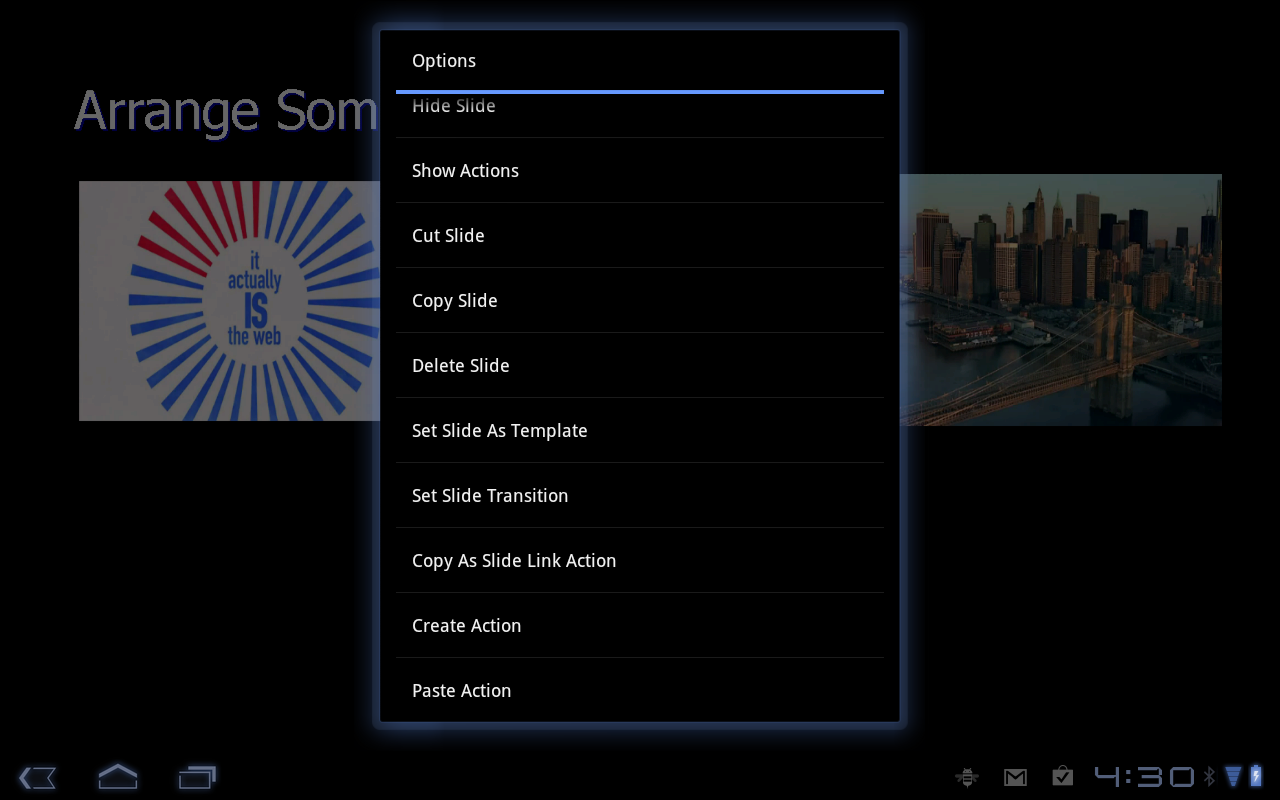 Options
Hide Slide
Arrange Som
Show Actions
Cut Slide
it
actually
IS
the web
Copy Slide
Delete Slide
Set Slide As Template
Set Slide Transition
Copy As Slide Link Action
Create Action
Paste Action
4:30